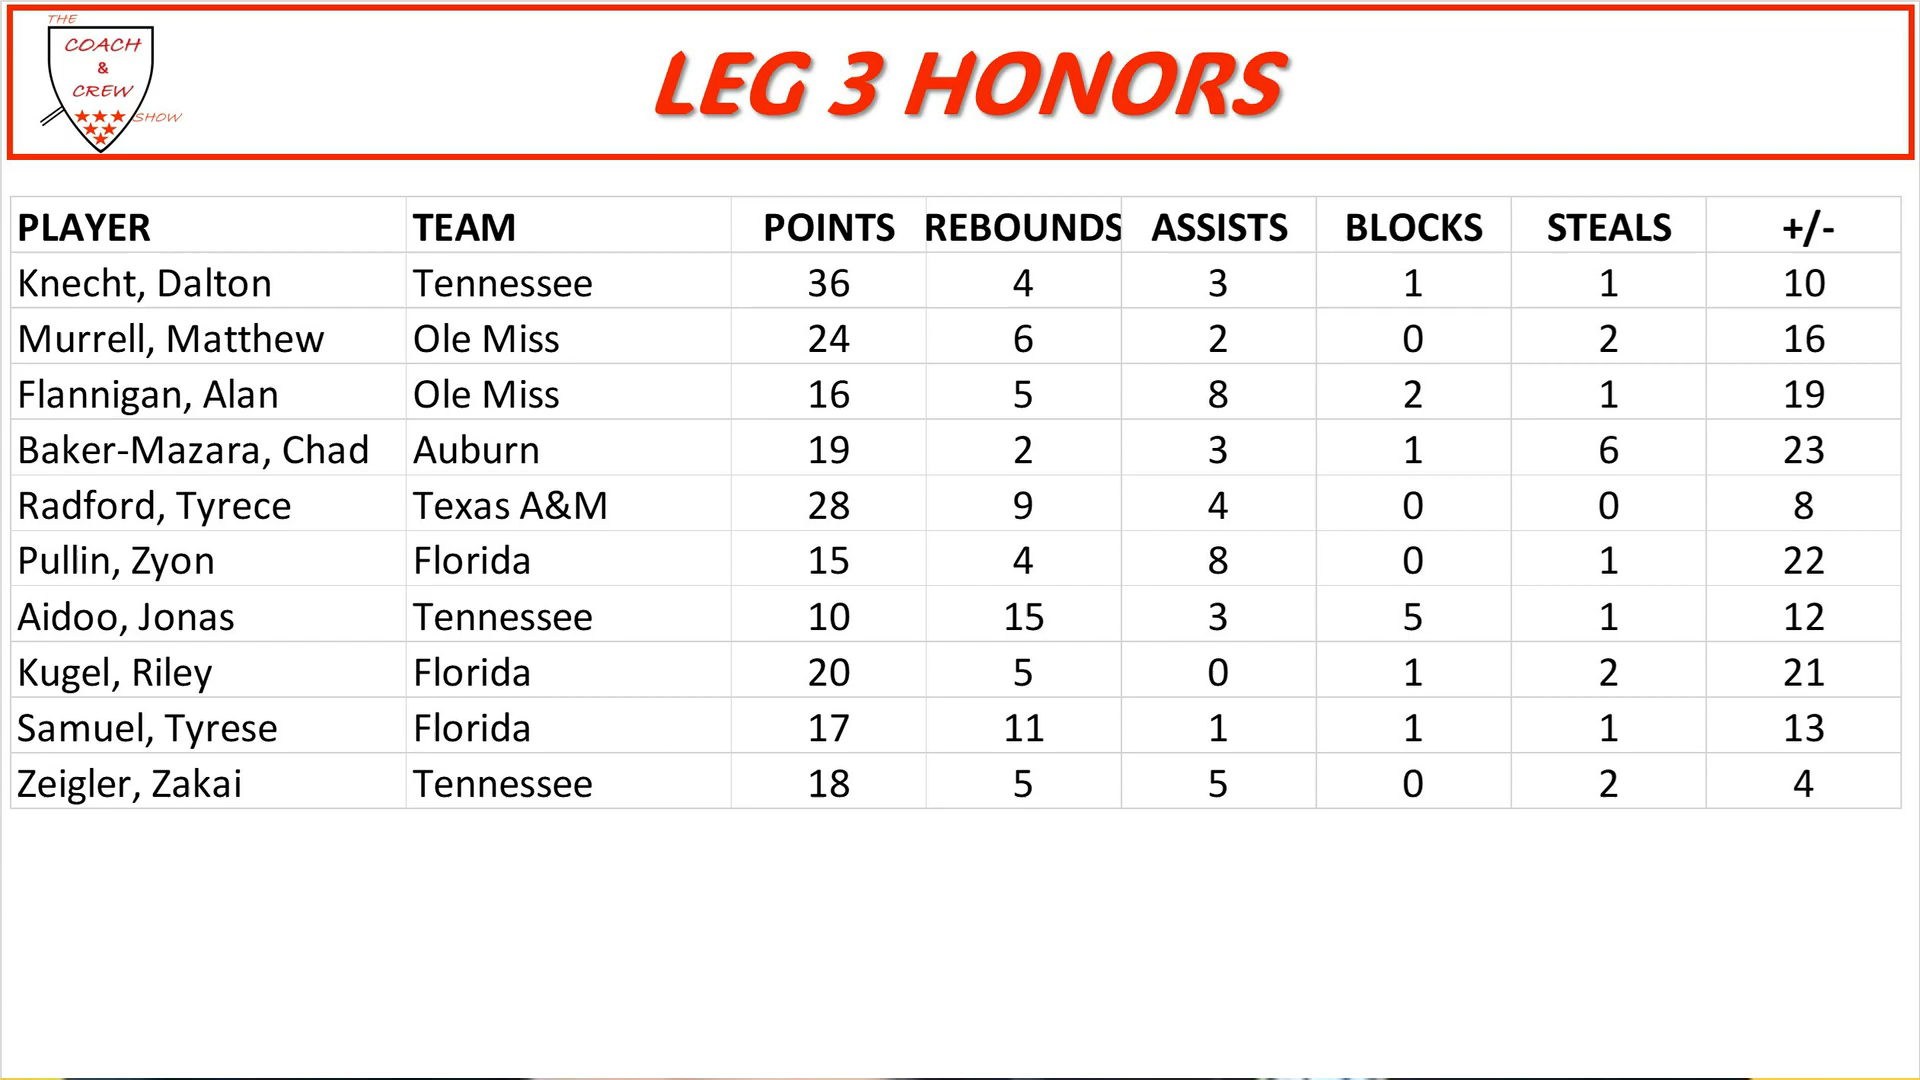 THE
COACH
&
CREW
SHOW
LEG 3 HONORS
PLAYER TEAM POINTS REBOUNDS ASSISTS BLOCKS STEALS +/-
Knecht, Dalton Tennessee 36 4 3 1 1 10
Murrell, Matthew Ole Miss 24 6 2 0 2 16
Flannigan, Alan Ole Miss 16 5 8 2 1 19
Baker-Mazara, Chad Auburn 19 2 3 1 6 23
Radford, Tyrece Texas A&M 28 9 4 0 0 8
Pullin, Zyon Florida 15 4 8 0 1 22
Aidoo, Jonas Tennessee 10 15 3 5 1 12
Kugel, Riley Florida 20 5 0 1 2 21
Samuel, Tyrese Florida 17 11 1 1 1 13
Zeigler, Zakai Tennessee 18 5 5 0 2 4